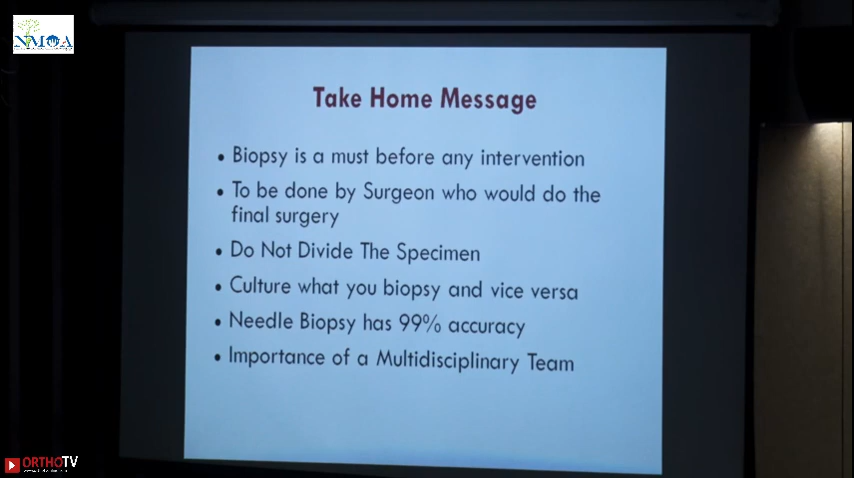 NMOA
Take Home Message
• Biopsy is a must before any intervention
• To be done by Surgeon who would do the
final surgery
• Do Not Divide The Specimen
• Culture what you biopsy and vice versa
• Needle Biopsy has 99% accuracy
• Importance of a Multidisciplinary Team
ORTHOTV